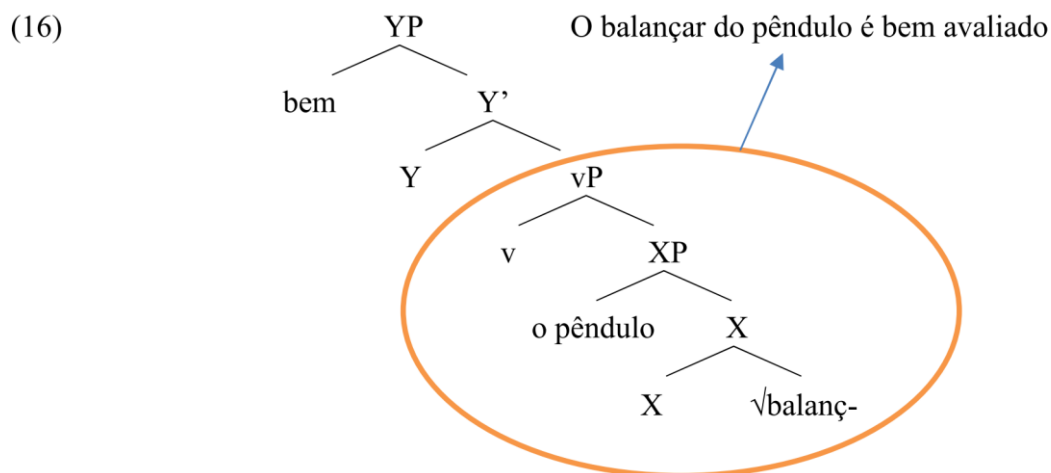 (16) YP O balançar do pêndulo é bem avaliado
bem Y’
Y vP
v XP
o pêndulo X
X √balanç-